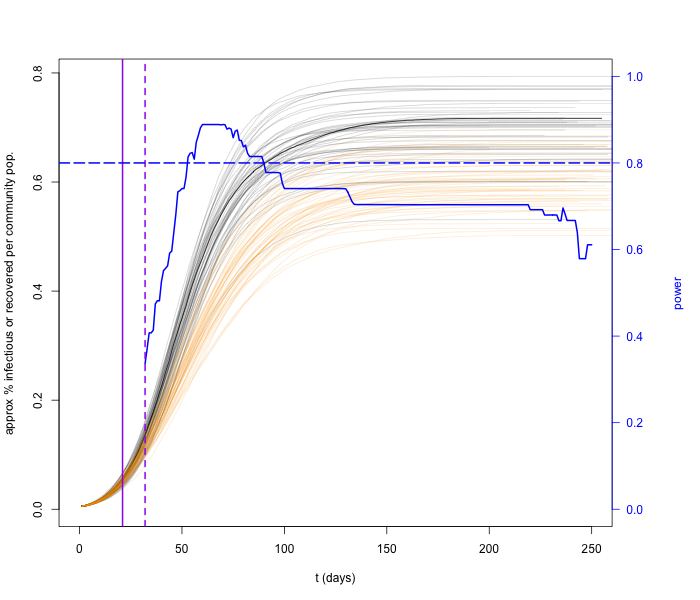 approx % infectious or recovered per community pop.
0.8
0.6
0.4
0.2
0.0
1.0
0.8
0.6
0.4
0.2
0.0
power
0 50 100 150 200 250
t (days)